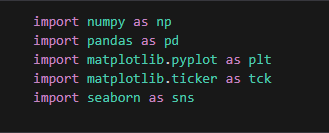 import numpy as np
import pandas as pd
import matplotlib.pyplot as plt
import matplotlib.ticker as tck
import seaborn as sns